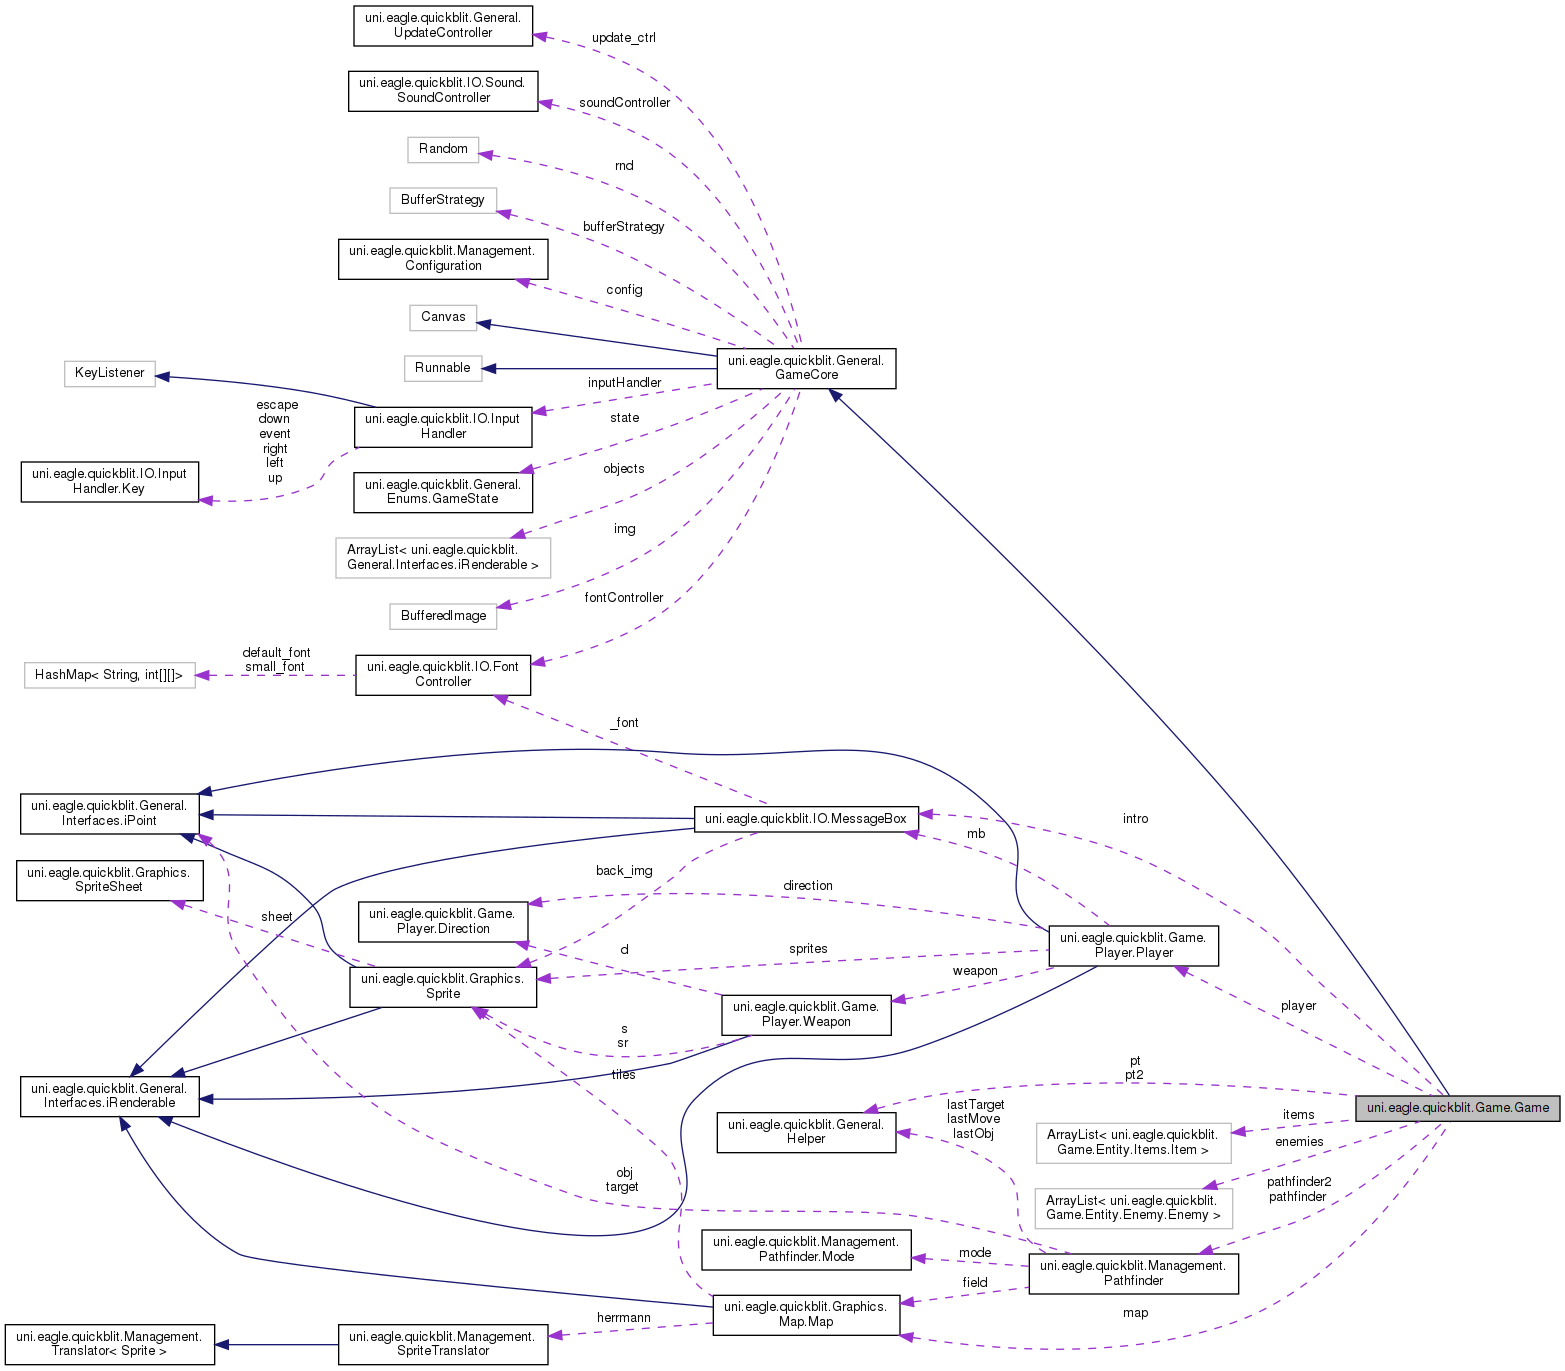 uni.eagle.quickblit.General.
UpdateController
update_ctrl
uni.eagle.quickblit.IO.Sound.
SoundController
soundController
Random
rnd
BufferStrategy
bufferStrategy
uni.eagle.quickblit.Management.
Configuration
config
Canvas
uni.eagle.quickblit.General.
GameCore
Runnable
KeyListener
inputHandler
escape
down
event
right
left
up
uni.eagle.quickblit.IO.Input
Handler
state
uni.eagle.quickblit.IO.Input
Handler.Key
uni.eagle.quickblit.General.
Enums.GameState
objects
ArrayList< uni.eagle.quickblit.
General.Interfaces.iRenderable >
img
BufferedImage
fontController
default_font
small_font
HashMap< String, int[][]>
uni.eagle.quickblit.IO.Font
Controller
_font
uni.eagle.quickblit.General.
Interfaces.iPoint
uni.eagle.quickblit.IO.MessageBox
intro
mb
uni.eagle.quickblit.Graphics.
SpriteSheet
back_img
direction
sheet
uni.eagle.quickblit.Game.
Player.Direction
d
sprites
uni.eagle.quickblit.Game.
Player.Player
weapon
uni.eagle.quickblit.Graphics.
Sprite
uni.eagle.quickblit.Game.
Player.Weapon
player
s
sr
tiles
pt
pt2
uni.eagle.quickblit.General.
Interfaces.iRenderable
uni.eagle.quickblit.Game.Game
lastTarget
lastMove
lastObj
uni.eagle.quickblit.General.
Helper
items
ArrayList< uni.eagle.quickblit.
Game.Entity.Items.Item >
enemies
obj
target
pathfinder2
pathfinder
ArrayList< uni.eagle.quickblit.
Game.Entity.Enemy.Enemy >
uni.eagle.quickblit.Management.
Pathfinder.Mode
mode
uni.eagle.quickblit.Management.
Pathfinder
field
uni.eagle.quickblit.Graphics.
Map.Map
map
herrmann
uni.eagle.quickblit.Management.
Translator< Sprite >
uni.eagle.quickblit.Management.
SpriteTranslator